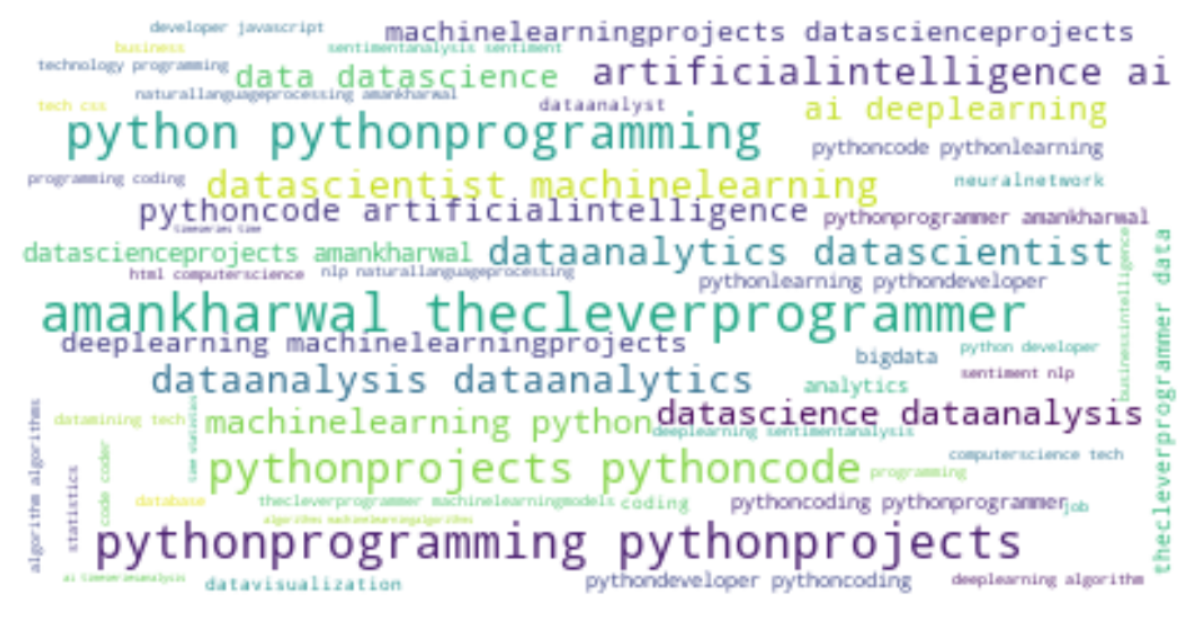 developer javascript
machinelearningprojects datascienceprojects
business
sentimentanalysis sentiment
technology programming
data datascience
artificialintelligence ai
naturallanguageprocessing amankharwal
tech css
dataanalyst
ai deeplearning
python pythonprogramming
pythoncode pythonlearning
programming coding
datascientist machinelearning
neuralnetwork
pythoncode artificialintelligence
pythonprogrammer amankharwal
timeseries time
datascienceprojects amankharwal
dataanalytics datascientist
html computerscience
nlp naturallanguageprocessing
pythonlearning pythondeveloper
businessintelligence
thecleverprogrammer data
amankharwal thecleverprogrammer
deeplearning machinelearningprojects
bigdata
python developer
dataanalysis dataanalytics
analytics
sentiment nlp
algorithm algorithms
datamining tech
machinelearning python
datascience dataanalysis
deeplearning sentimentanalysis
statistics
code coder
pythonprojects pythoncode
computerscience tech
programming
database
thecleverprogrammer machinelearningmodels
coding
pythoncoding pythonprogrammer
job
algorithms machinelearningalgorithms
pythonprogramming pythonprojects
ai timeseriesanalysis
datavisualization
pythondeveloper pythoncoding
deeplearning algorithm